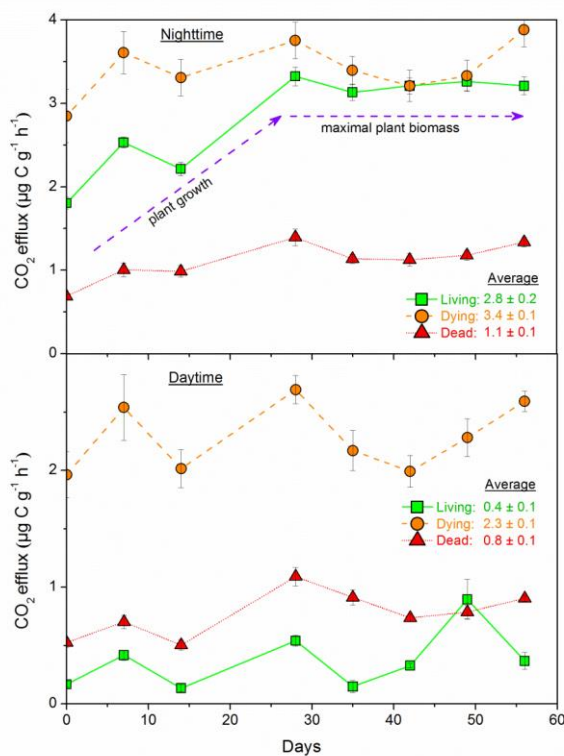 4
Nighttime
3
maximal plant biomass
plant growth
2
CO₂ efflux (µg C g⁻¹ h⁻¹)
1
Average
Living: 2.8 ± 0.2
Dying: 3.4 ± 0.1
Dead: 1.1 ± 0.1
0
Daytime
2
CO₂ efflux (µg C g⁻¹ h⁻¹)
Average
Living: 0.4 ± 0.1
Dying: 2.3 ± 0.1
Dead: 0.8 ± 0.1
1
0
0 10 20 30 40 50 60
Days